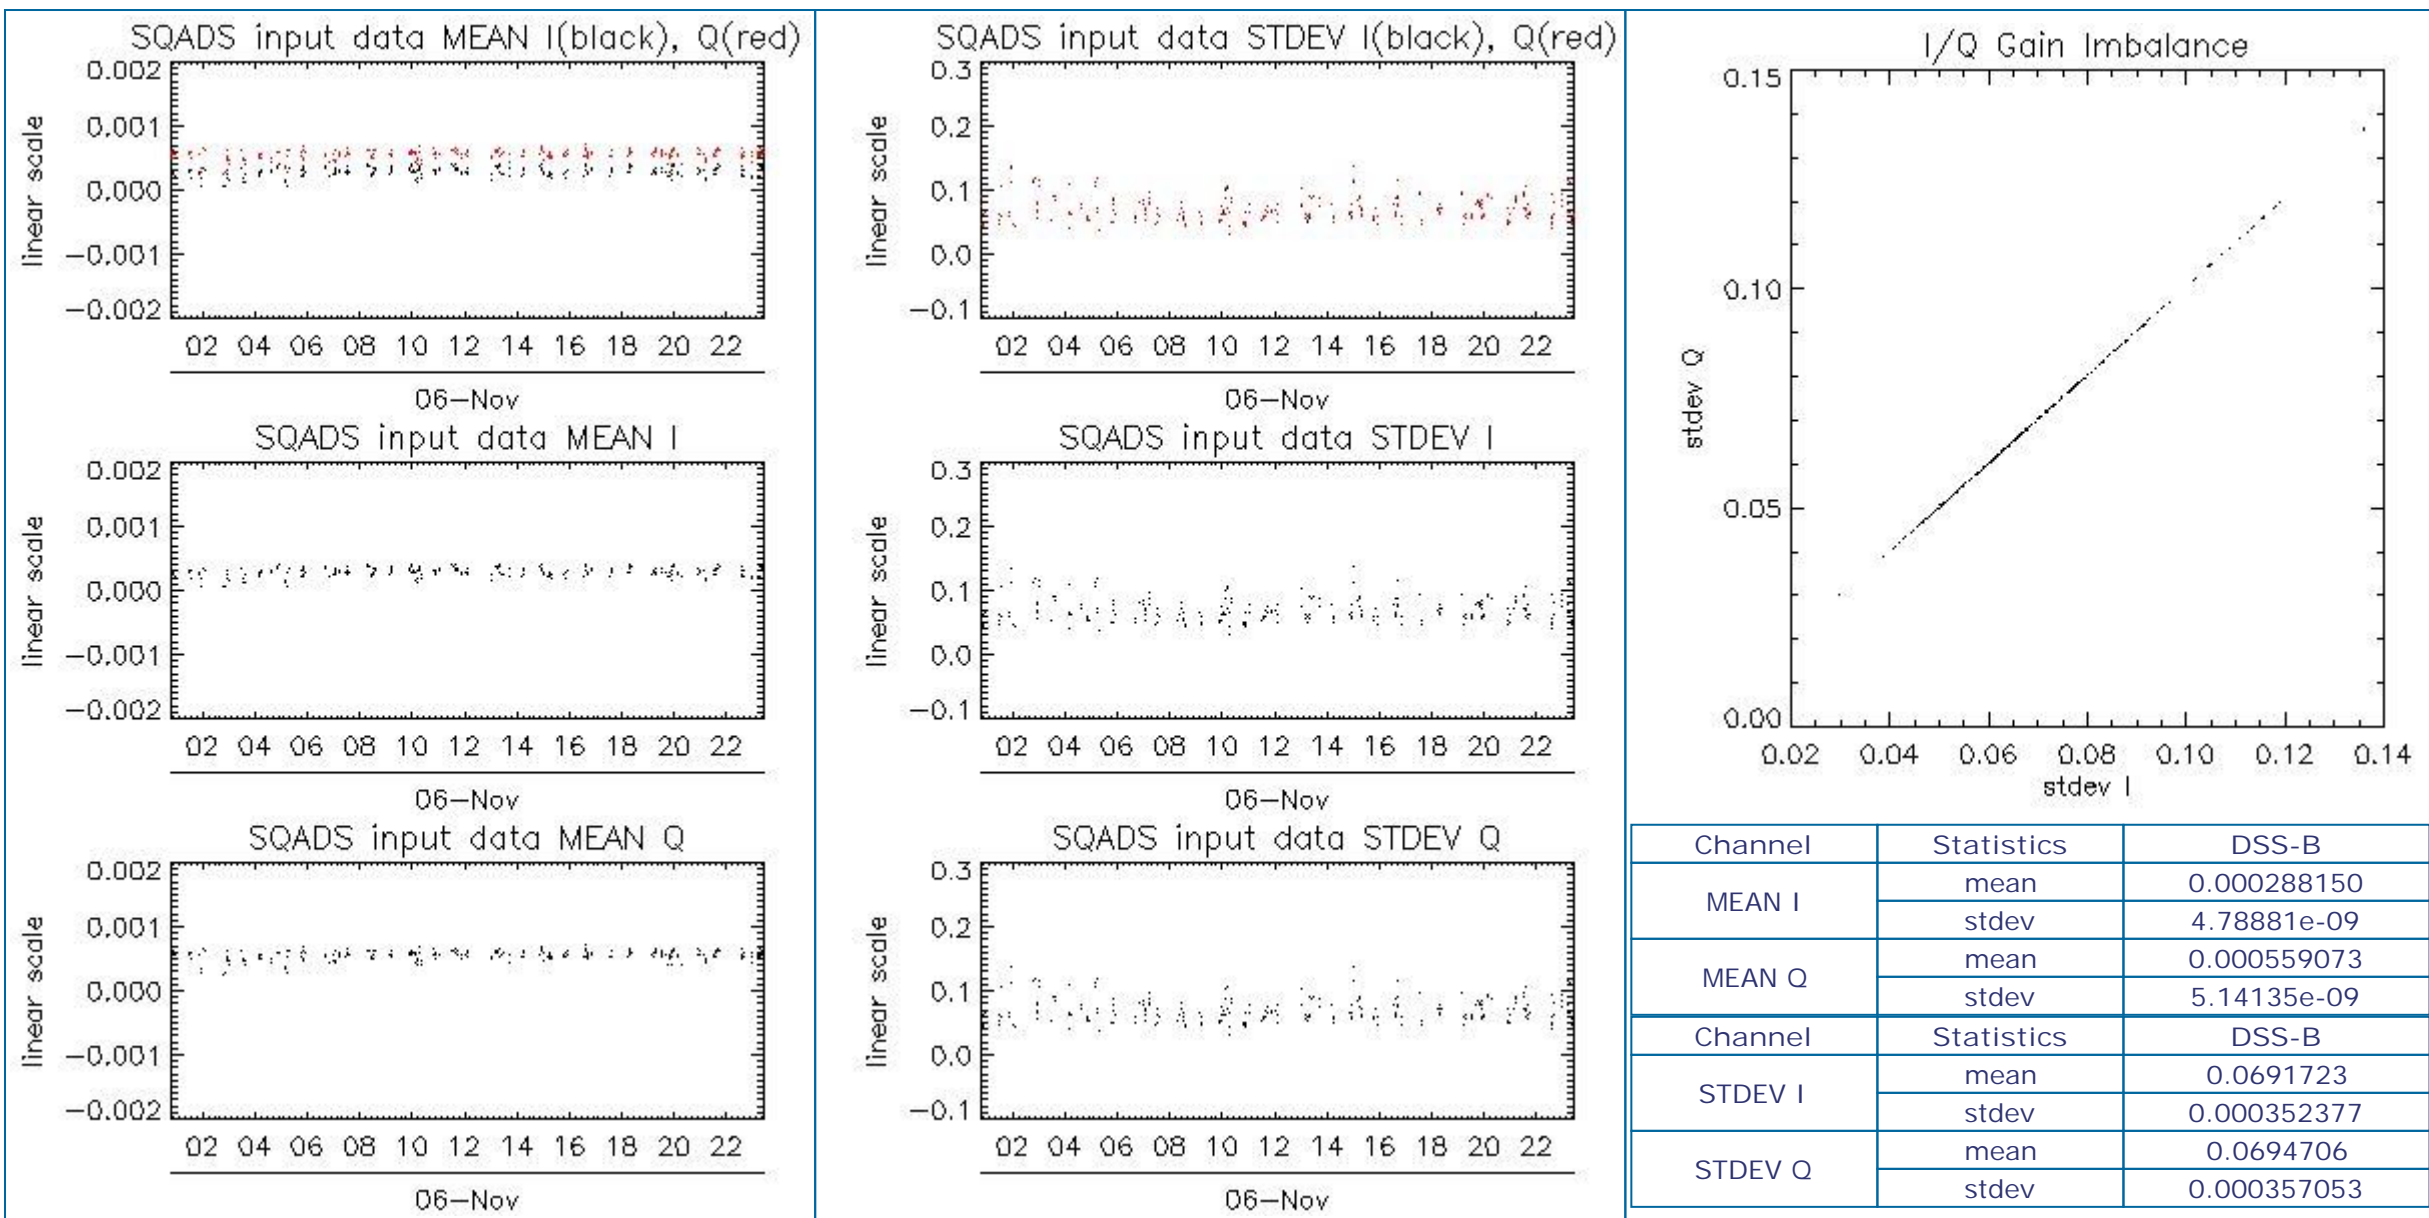 SQADS input data MEAN I(black), Q(red)
0.002
0.001
0.000
-0.001
-0.002
linear scale
02 04 06 08 10 12 14 16 18 20 22
06-Nov
SQADS input data MEAN I
0.002
0.001
0.000
-0.001
-0.002
linear scale
02 04 06 08 10 12 14 16 18 20 22
06-Nov
SQADS input data MEAN Q
0.002
0.001
0.000
-0.001
-0.002
linear scale
02 04 06 08 10 12 14 16 18 20 22
06-Nov
SQADS input data STDEV I(black), Q(red)
0.3
0.2
0.1
0.0
-0.1
linear scale
02 04 06 08 10 12 14 16 18 20 22
06-Nov
SQADS input data STDEV I
0.3
0.2
0.1
0.0
-0.1
linear scale
02 04 06 08 10 12 14 16 18 20 22
06-Nov
SQADS input data STDEV Q
0.3
0.2
0.1
0.0
-0.1
linear scale
02 04 06 08 10 12 14 16 18 20 22
06-Nov
I/Q Gain Imbalance
0.15
0.10
0.05
0.00
stdev Q
0.02 0.04 0.06 0.08 0.10 0.12 0.14
stdev I
Channel Statistics DSS-B
MEAN I mean 0.000288150
stdev 4.78881e-09
MEAN Q mean 0.000559073
stdev 5.14135e-09
Channel Statistics DSS-B
STDEV I mean 0.0691723
stdev 0.000352377
STDEV Q mean 0.0694706
stdev 0.000357053